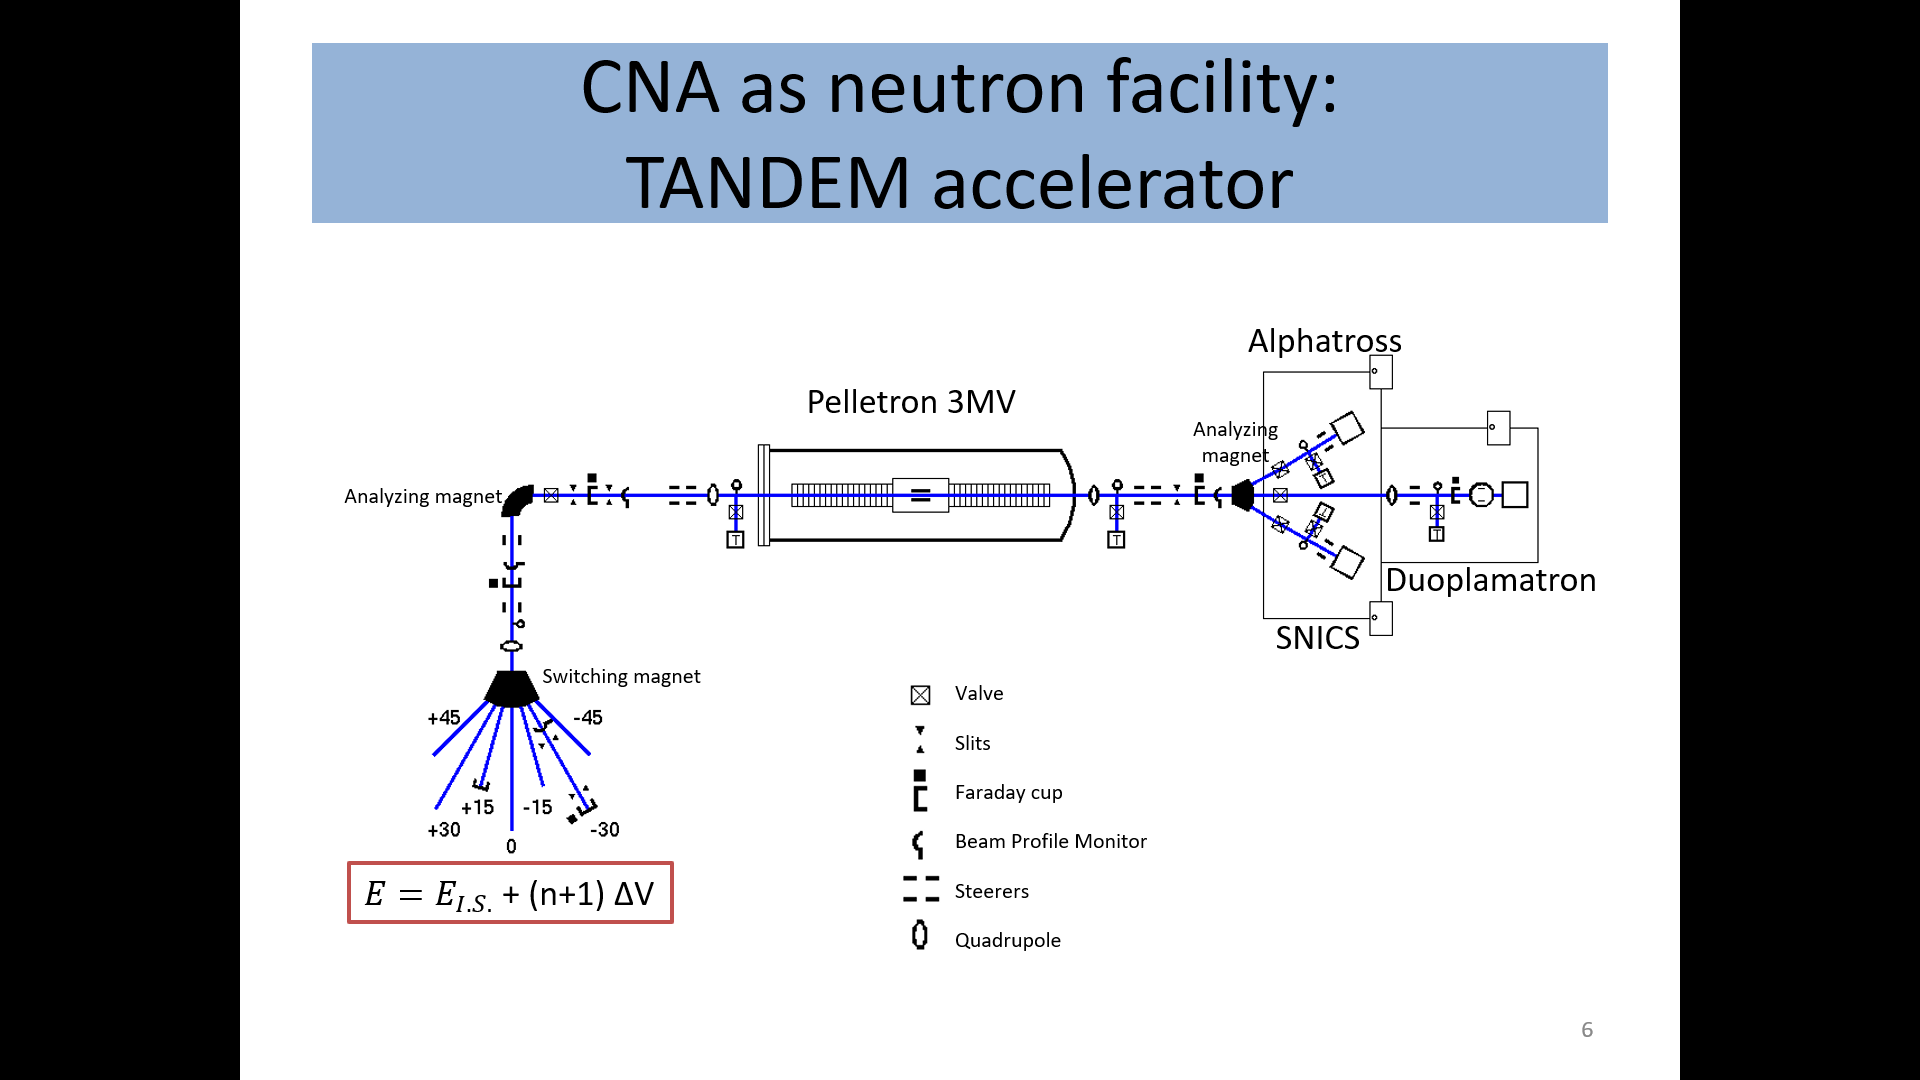 CNA as neutron facility:
TANDEM accelerator
Alphatross
Pelletron 3MV
Analyzing
magnet
Analyzing magnet
T
T
T
Duoplamatron
SNICS
Switching magnet
+45
-45
+15
-15
+30
-30
0
E = E_{I.S.} + (n+1) ΔV
Valve
Slits
Faraday cup
Beam Profile Monitor
Steerers
Quadrupole
6